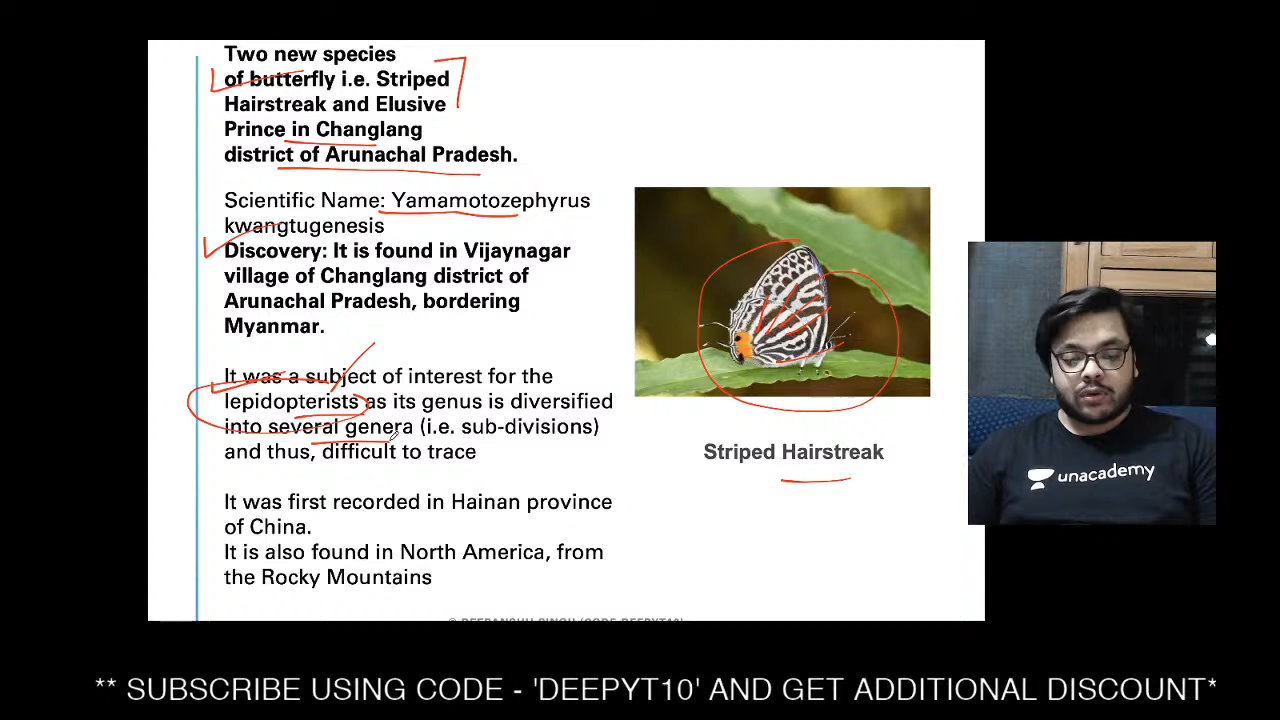 Two new species
of butterfly i.e. Striped
Hairstreak and Elusive
Prince in Changlang
district of Arunachal Pradesh.
Scientific Name: Yamamotozephyrus
kwangtugenesis
Discovery: It is found in Vijaynagar
village of Changlang district of
Arunachal Pradesh, bordering
Myanmar.
It was a subject of interest for the
lepidopterists as its genus is diversified
into several genera (i.e. sub-divisions)
and thus, difficult to trace
It was first recorded in Hainan province
of China.
It is also found in North America, from
the Rocky Mountains
Striped Hairstreak
unacademy
© DEEPANSHU SINGH (CODE-DEEPYT10)
** SUBSCRIBE USING CODE - 'DEEPYT10' AND GET ADDITIONAL DISCOUNT*